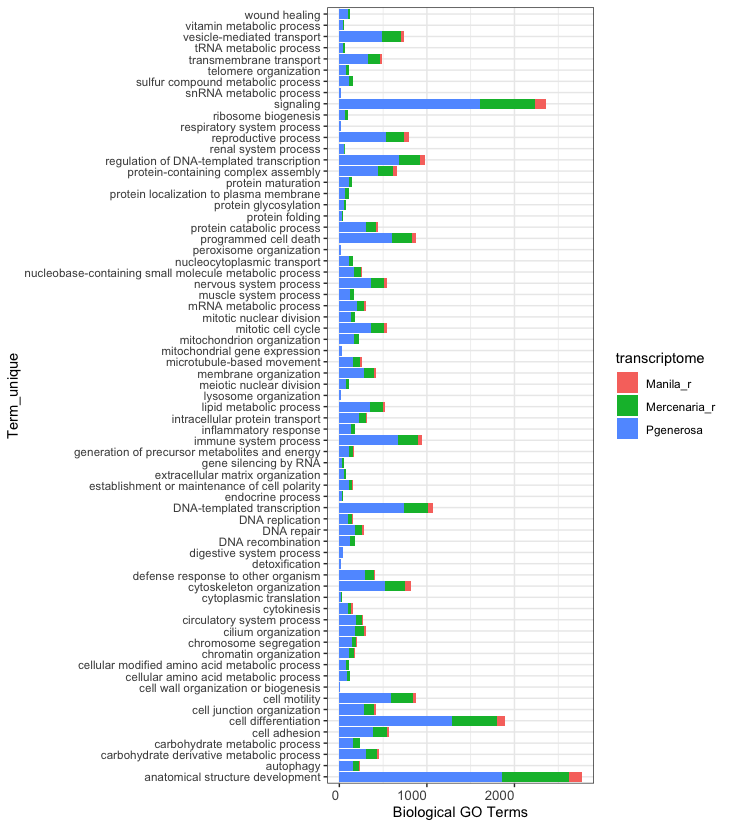 wound healing
vitamin metabolic process
vesicle-mediated transport
tRNA metabolic process
transmembrane transport
telomere organization
sulfur compound metabolic process
snRNA metabolic process
signaling
ribosome biogenesis
respiratory system process
reproductive process
renal system process
regulation of DNA-templated transcription
protein-containing complex assembly
protein maturation
protein localization to plasma membrane
protein glycosylation
protein folding
protein catabolic process
programmed cell death
peroxisome organization
nucleocytoplasmic transport
nucleobase-containing small molecule metabolic process
nervous system process
muscle system process
mRNA metabolic process
mitotic nuclear division
mitotic cell cycle
mitochondrion organization
mitochondrial gene expression
microtubule-based movement
membrane organization
meiotic nuclear division
lysosome organization
lipid metabolic process
intracellular protein transport
inflammatory response
immune system process
generation of precursor metabolites and energy
gene silencing by RNA
extracellular matrix organization
establishment or maintenance of cell polarity
endocrine process
DNA-templated transcription
DNA replication
DNA repair
DNA recombination
digestive system process
detoxification
defense response to other organism
cytoskeleton organization
cytoplasmic translation
cytokinesis
circulatory system process
cilium organization
chromosome segregation
chromatin organization
cellular modified amino acid metabolic process
cellular amino acid metabolic process
cell wall organization or biogenesis
cell motility
cell junction organization
cell differentiation
cell adhesion
carbohydrate metabolic process
carbohydrate derivative metabolic process
autophagy
anatomical structure development
Term_unique
0 1000 2000
Biological GO Terms
transcriptome
Manila_r
Mercenaria_r
Pgenerosa